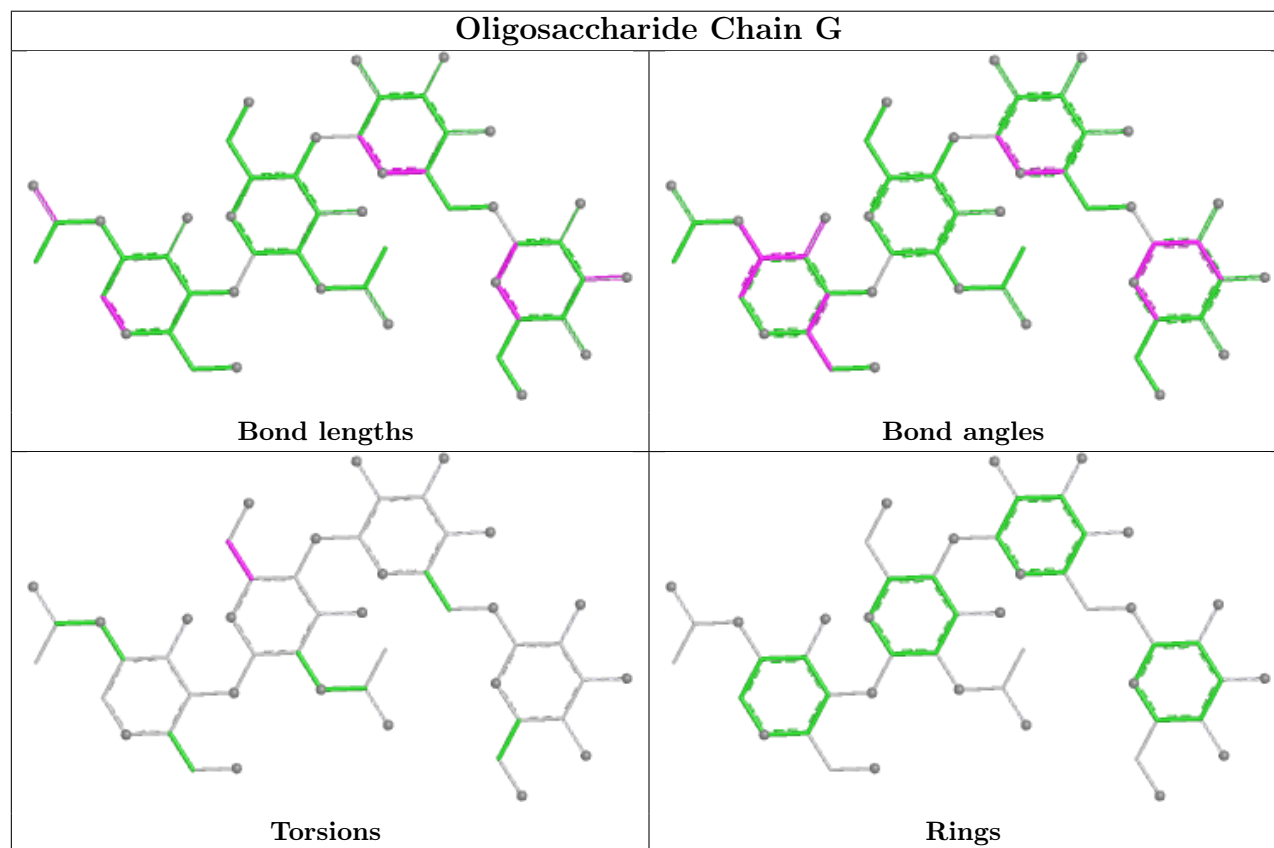 Oligosaccharide Chain G
Bond lengths
Bond angles
Torsions
Rings